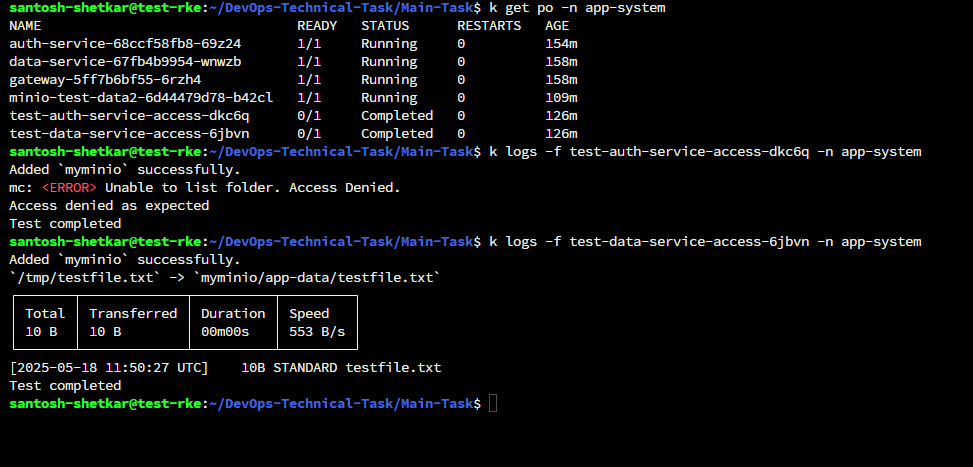 santosh-shetkar@test-rke:~/DevOps-Technical-Task/Main-Task$ k get po -n app-system
NAME READY STATUS RESTARTS AGE
auth-service-68ccf58fb8-69z24 1/1 Running 0 154m
data-service-67fb4b9954-wnwzb 1/1 Running 0 158m
gateway-5ff7b6bf55-6rzh4 1/1 Running 0 158m
minio-test-data2-6d44479d78-b42cl 1/1 Running 0 109m
test-auth-service-access-dkc6q 0/1 Completed 0 126m
test-data-service-access-6jbvn 0/1 Completed 0 126m
santosh-shetkar@test-rke:~/DevOps-Technical-Task/Main-Task$ k logs -f test-auth-service-access-dkc6q -n app-system
Added `myminio` successfully.
mc: <ERROR> Unable to list folder. Access Denied.
Access denied as expected
Test completed
santosh-shetkar@test-rke:~/DevOps-Technical-Task/Main-Task$ k logs -f test-data-service-access-6jbvn -n app-system
Added `myminio` successfully.
`/tmp/testfile.txt` -> `myminio/app-data/testfile.txt`
Total Transferred Duration Speed
10 B 10 B 00m00s 553 B/s
[2025-05-18 11:50:27 UTC] 10B STANDARD testfile.txt
Test completed
santosh-shetkar@test-rke:~/DevOps-Technical-Task/Main-Task$